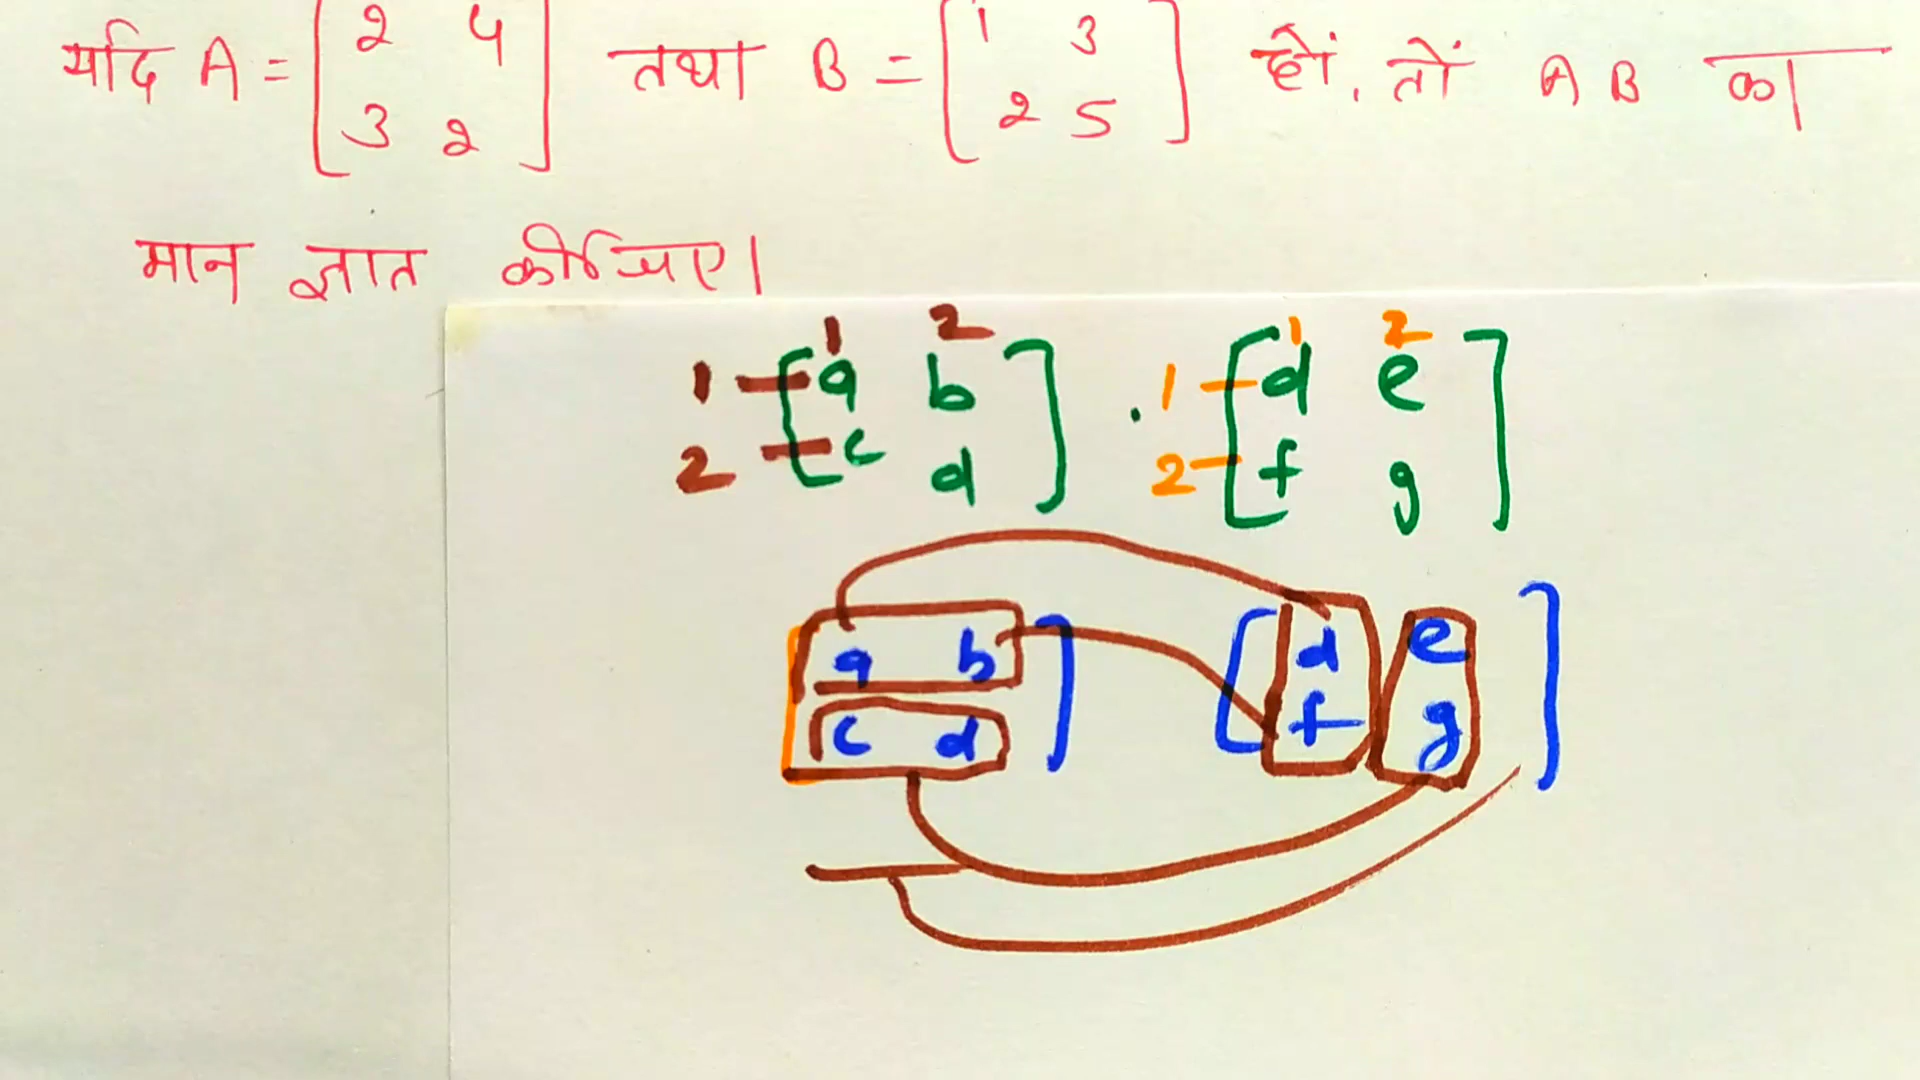 यदि A = [ 2 4 तथा B = [ 1 3 ] हों, तों AB का
3 2 ] 2 5
मान ज्ञात कीजिए।
1 2 1 2
1 [ a b ] . 1 [ d e ]
2 c d 2 f g
a b ] [ d e ]
c d f g